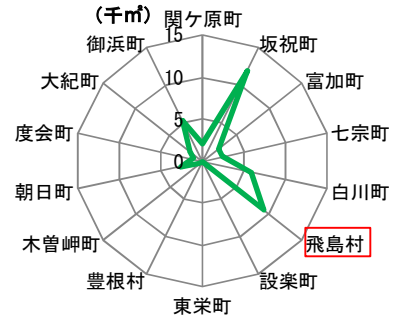 (千㎡)
関ケ原町
坂祝町
富加町
七宗町
白川町
飛島村
設楽町
東栄町
豊根村
木曽岬町
朝日町
度会町
大紀町
御浜町
15
10
5
0